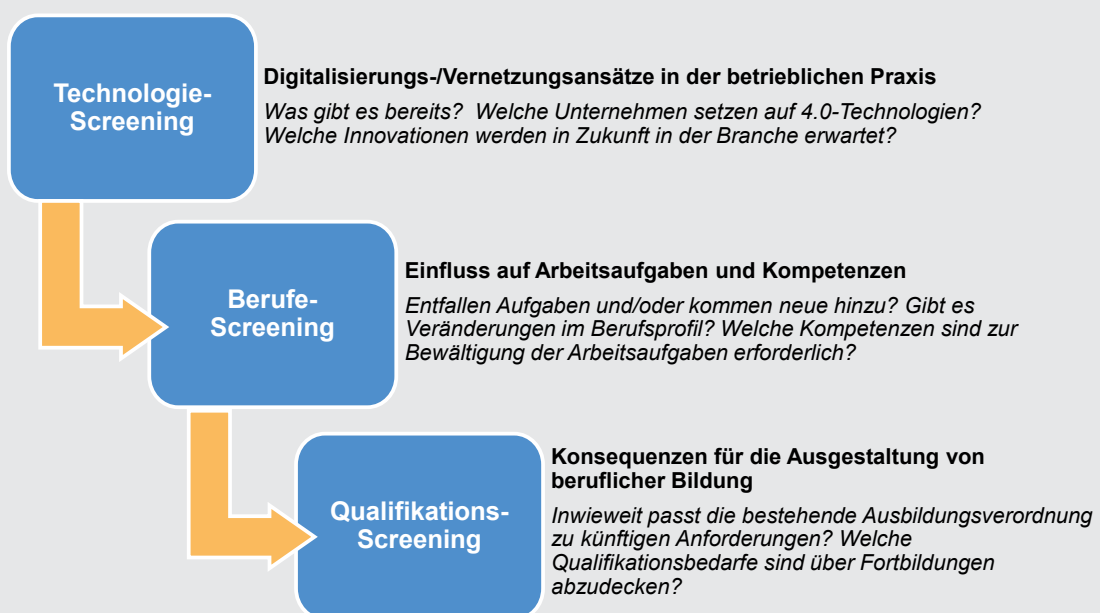 Technologie-
Screening
Digitalisierungs-/Vernetzungsansätze in der betrieblichen Praxis
Was gibt es bereits?  Welche Unternehmen setzen auf 4.0-Technologien?
Welche Innovationen werden in Zukunft in der Branche erwartet?
Berufe-
Screening
Einfluss auf Arbeitsaufgaben und Kompetenzen
Entfallen Aufgaben und/oder kommen neue hinzu? Gibt es
Veränderungen im Berufsprofil? Welche Kompetenzen sind zur
Bewältigung der Arbeitsaufgaben erforderlich?
Qualifikations-
Screening
Konsequenzen für die Ausgestaltung von
beruflicher Bildung
Inwieweit passt die bestehende Ausbildungsverordnung
zu künftigen Anforderungen? Welche
Qualifikationsbedarfe sind über Fortbildungen
abzudecken?